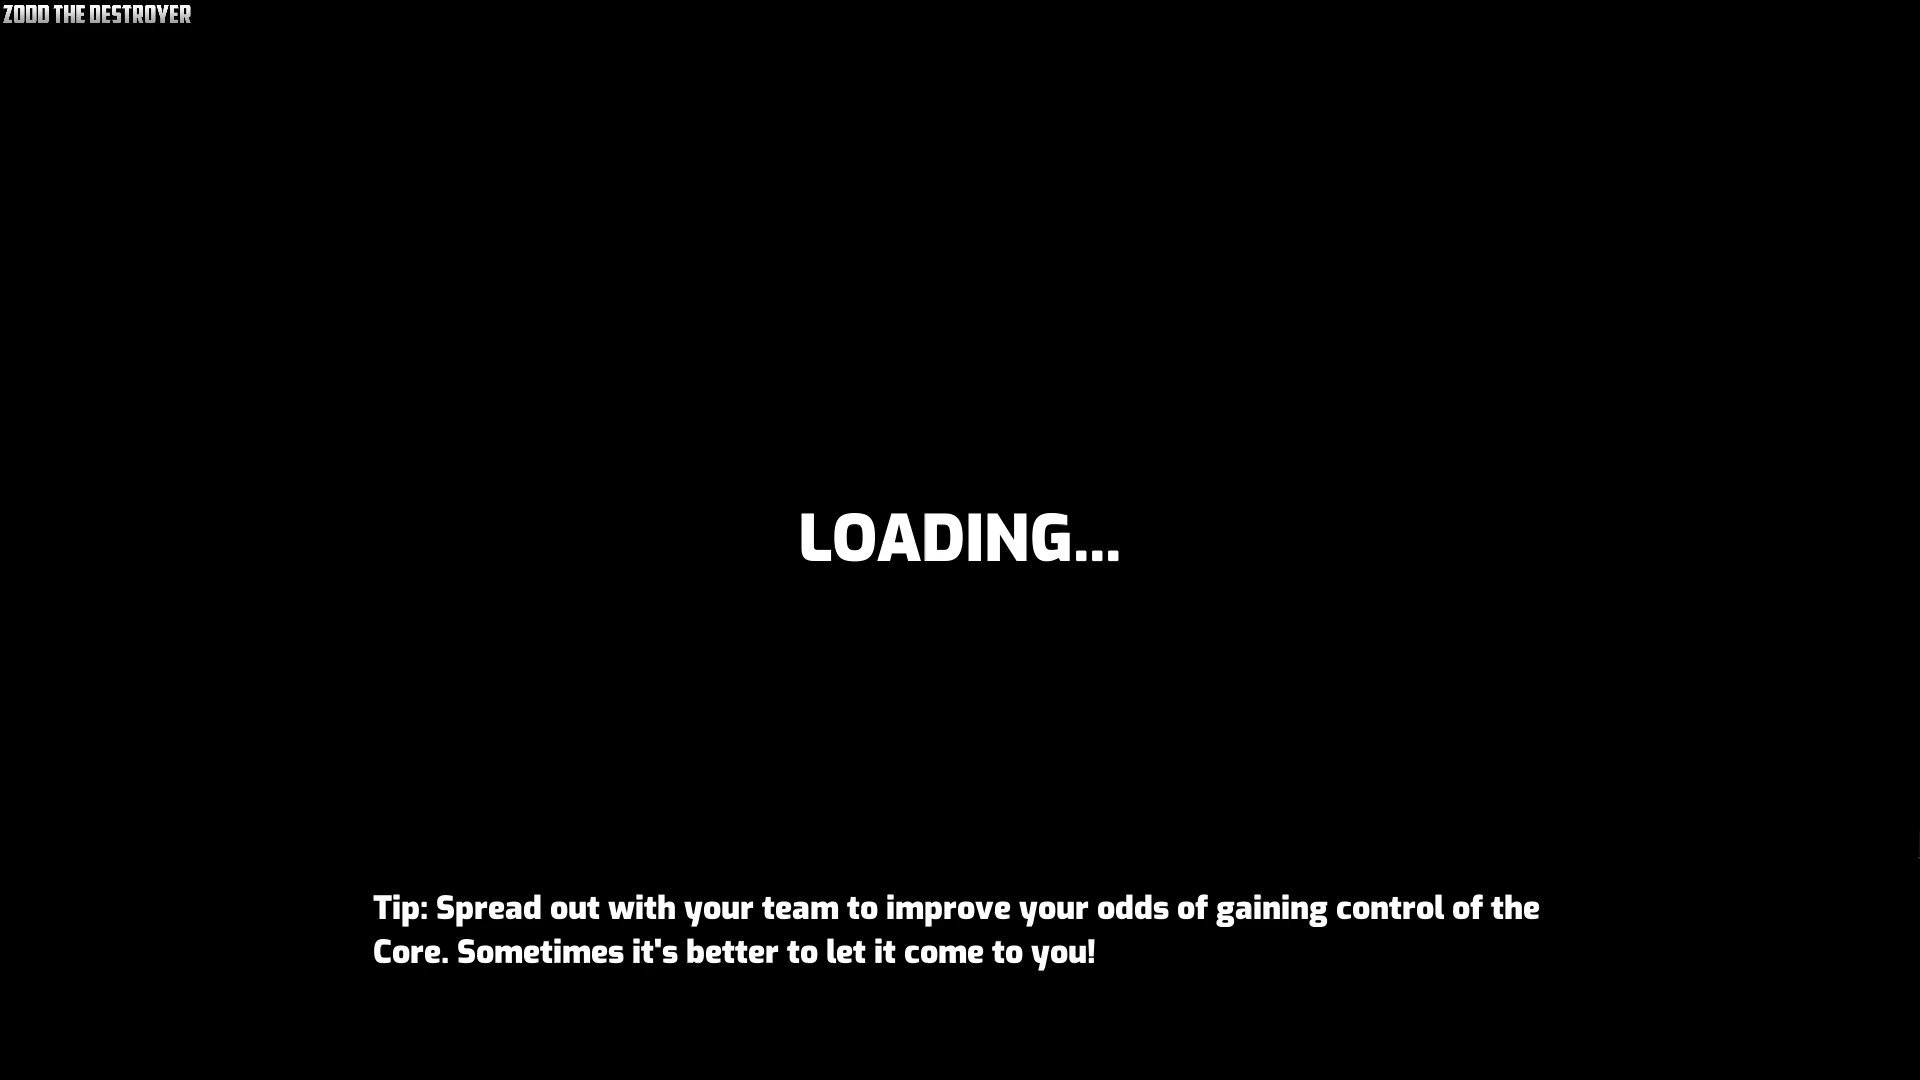 ZODD THE DESTROYER
LOADING...
Tip: Spread out with your team to improve your odds of gaining control of the
Core. Sometimes it's better to let it come to you!